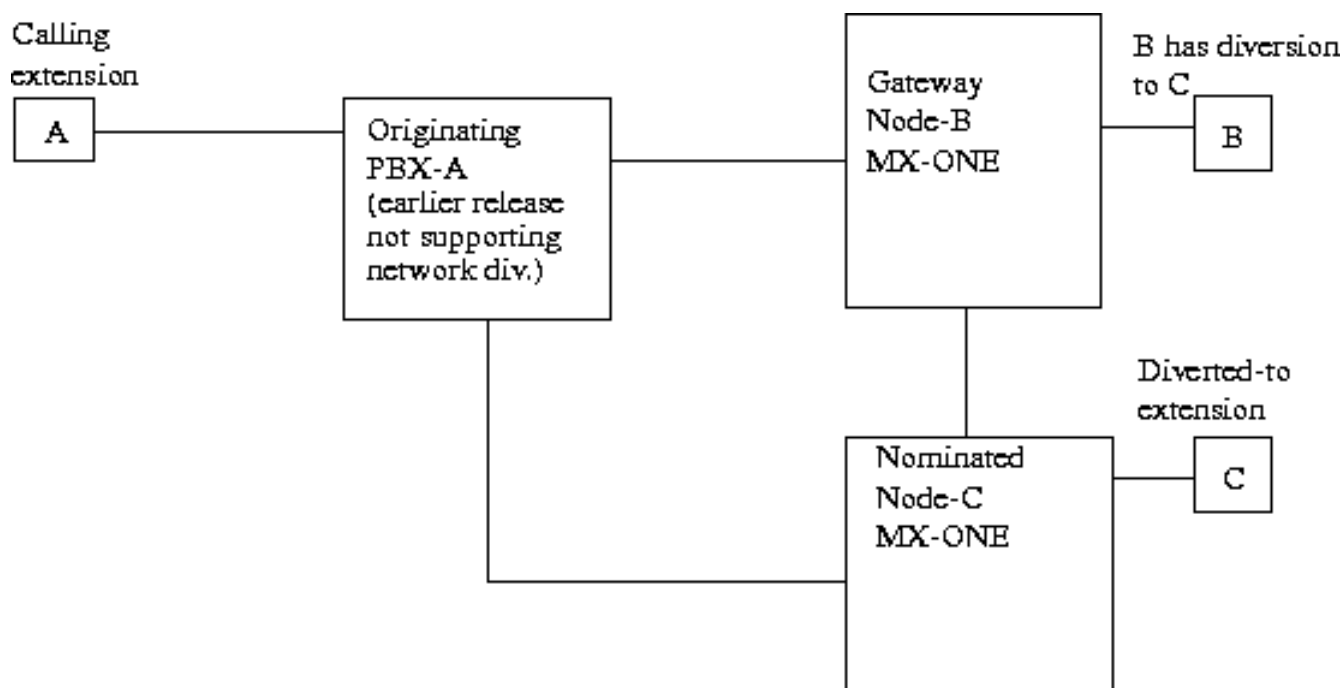 Calling
extension
A
Originating
PBX-A
(earlier release
not supporting
network div.)
Gateway
Node-B
MX-ONE
B has diversion
to C
B
Diverted-to
extension
Nominated
Node-C
MX-ONE
C